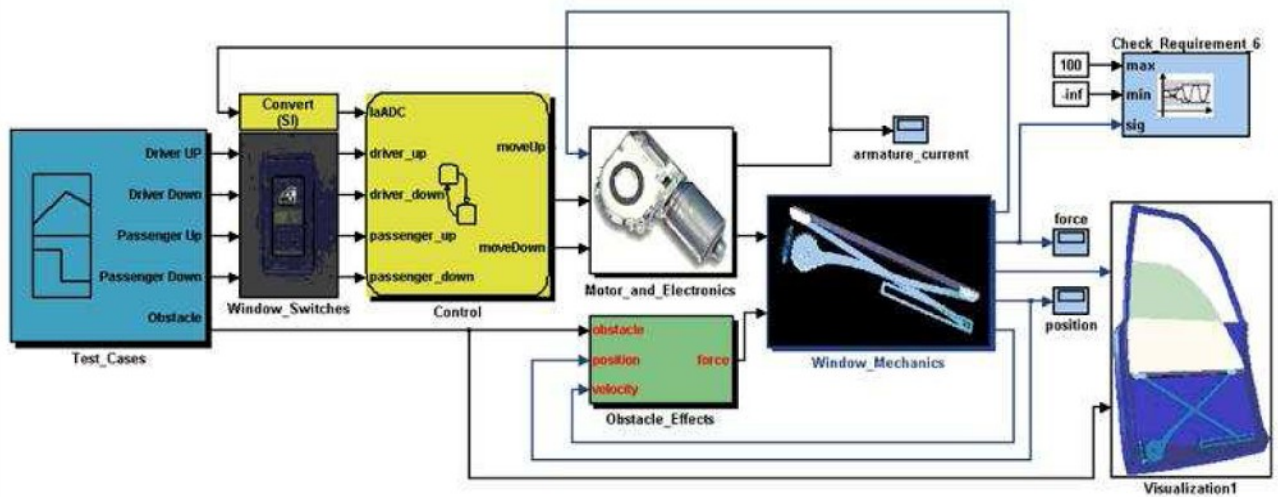 Check_Requirement_6
100
max
-inf
min
sig
Convert
(SI)
IaADC
Driver UP
driver_up
moveUp
armature_current
Driver Down
driver_down
Passenger Up
passenger_up
moveDown
Passenger Down
passenger_down
Obstacle
Test_Cases
Window_Switches
Control
Motor_and_Electronics
force
position
Window_Mechanics
obstacle
position
force
velocity
Obstacle_Effects
Visualization1